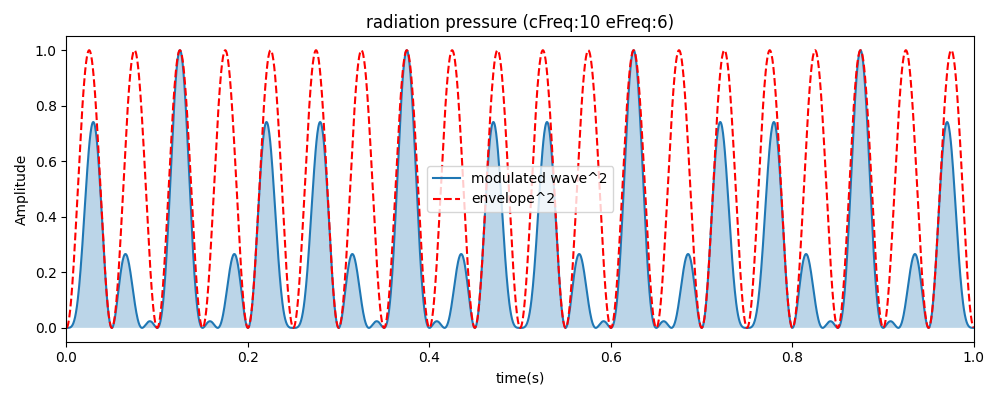 radiation pressure (cFreq:10 eFreq:6)
Amplitude
1.0
0.8
0.6
0.4
0.2
0.0
modulated wave^2
envelope^2
0.0 0.2 0.4 0.6 0.8 1.0
time(s)